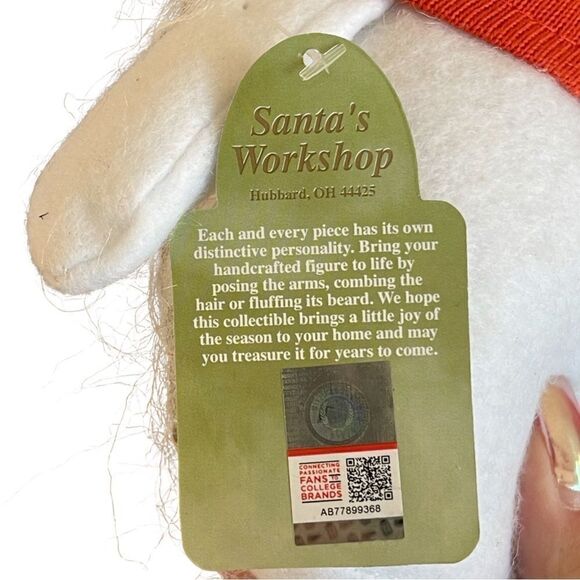 Santa's
Workshop
Hubbard, OH 44425
Each and every piece has its own
distinctive personality. Bring your
handcrafted figure to life by
posing the arms, combing the
hair or fluffing its beard. We hope
this collectible brings a little joy of
the season to your home and may
you treasure it for years to come.
CONNECTING
PASSIONATE
FANS TO
COLLEGE
BRANDS
AB77899368